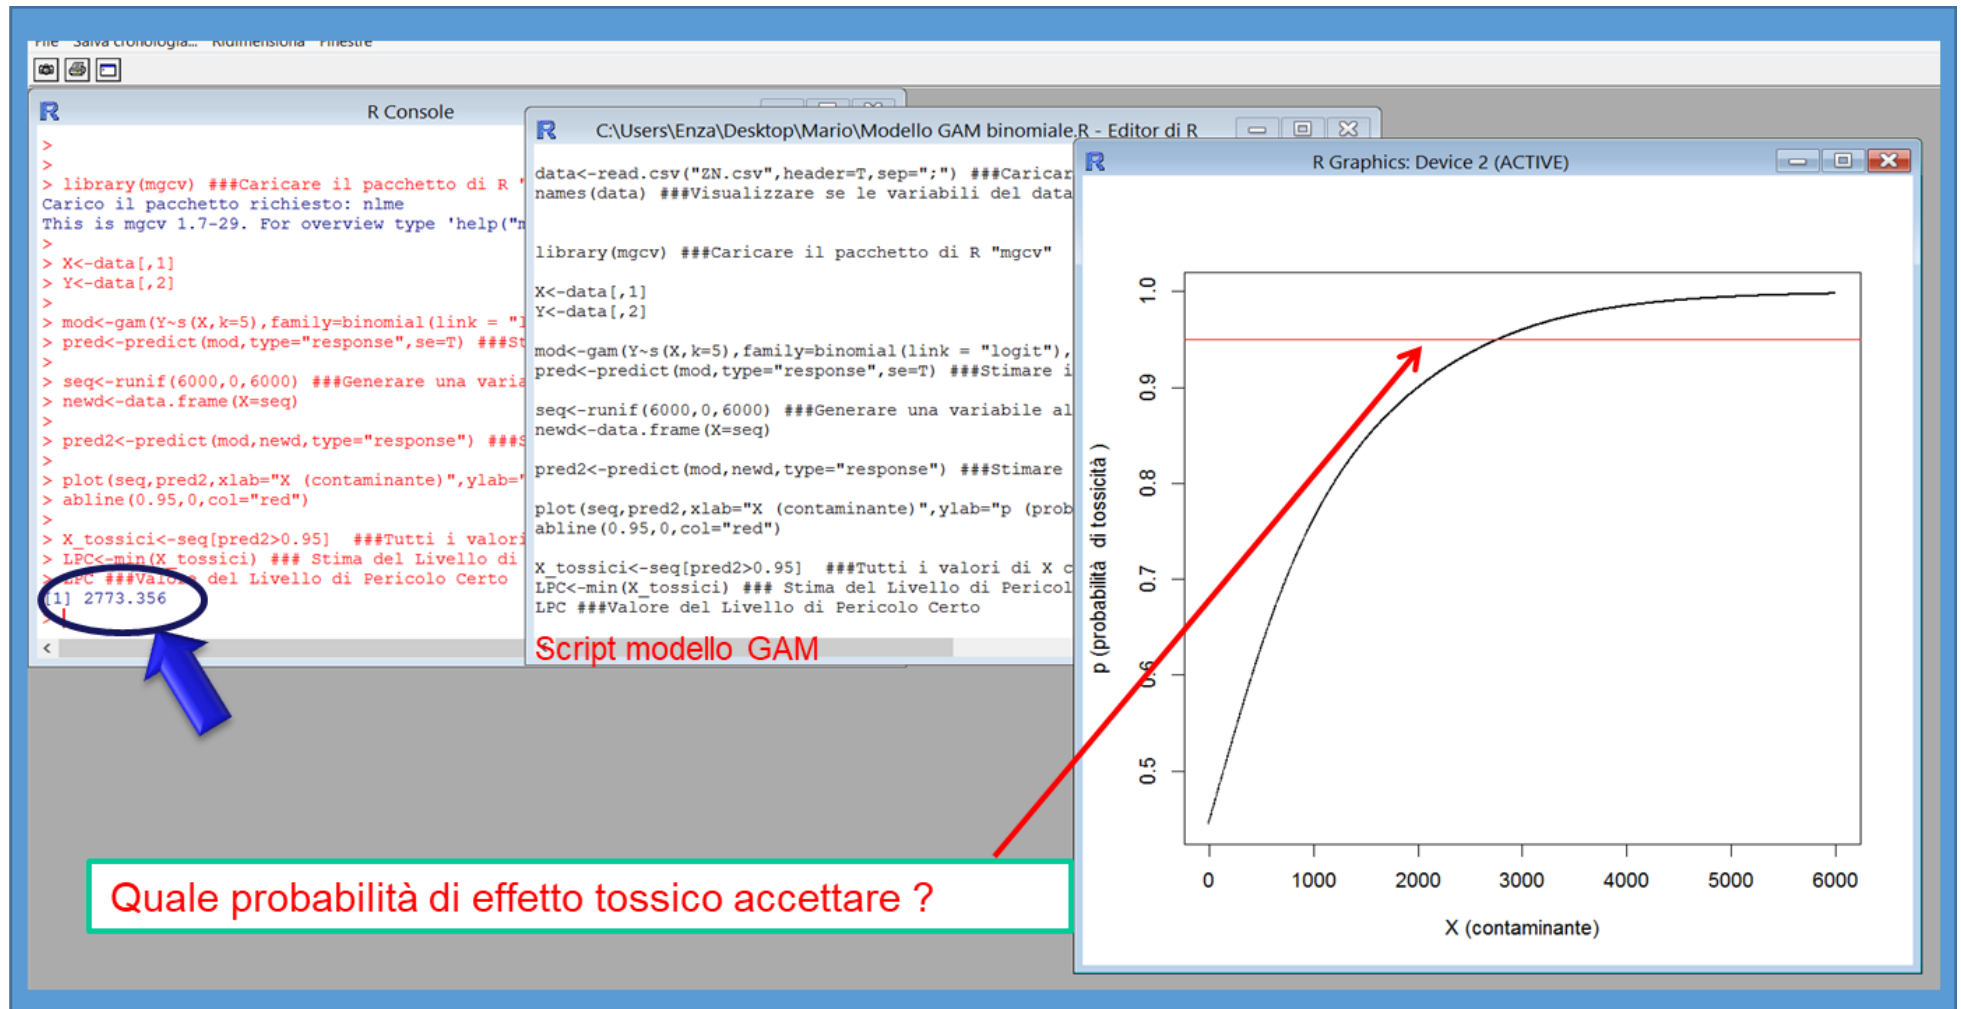 File Salva cronologia... Ridimensiona Finestre
R Console
>
>
> library(mgcv) ###Caricare il pacchetto di R "
Carico il pacchetto richiesto: nlme
This is mgcv 1.7-29. For overview type 'help("m
>
> X<-data[,1]
> Y<-data[,2]
>
> mod<-gam(Y~s(X,k=5),family=binomial(link = "l
> pred<-predict(mod,type="response",se=T) ###St
>
> seq<-runif(6000,0,6000) ###Generare una varia
> newd<-data.frame(X=seq)
>
> pred2<-predict(mod,newd,type="response") ###S
>
> plot(seq,pred2,xlab="X (contaminante)",ylab="
> abline(0.95,0,col="red")
>
> X_tossici<-seq[pred2>0.95]  ###Tutti i valori
> LPC<-min(X_tossici) ### Stima del Livello di
> LPC ###Valore del Livello di Pericolo Certo
[1] 2773.356
>
C:\Users\Enza\Desktop\Mario\Modello GAM binomiale.R - Editor di R
data<-read.csv("ZN.csv",header=T,sep=";") ###Caricar
names(data) ###Visualizzare se le variabili del data
library(mgcv) ###Caricare il pacchetto di R "mgcv"
X<-data[,1]
Y<-data[,2]
mod<-gam(Y~s(X,k=5),family=binomial(link = "logit"),
pred<-predict(mod,type="response",se=T) ###Stimare i
seq<-runif(6000,0,6000) ###Generare una variabile al
newd<-data.frame(X=seq)
pred2<-predict(mod,newd,type="response") ###Stimare
plot(seq,pred2,xlab="X (contaminante)",ylab="p (prob
abline(0.95,0,col="red")
X_tossici<-seq[pred2>0.95]  ###Tutti i valori di X c
LPC<-min(X_tossici) ### Stima del Livello di Pericol
LPC ###Valore del Livello di Pericolo Certo
Script modello GAM
R Graphics: Device 2 (ACTIVE)
1.0
0.9
0.8
0.7
0.6
0.5
p (probabilità di tossicità )
0 1000 2000 3000 4000 5000 6000
X (contaminante)
Quale probabilità di effetto tossico accettare ?